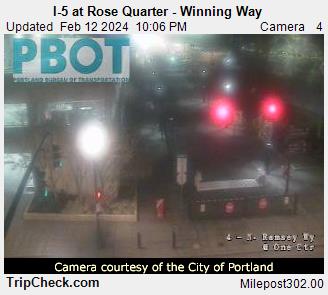 I-5 at Rose Quarter - Winning Way
Updated Feb 12 2024 10:06 PM Camera 4
PBOT
PORTLAND BUREAU OF TRANSPORTATION
4 - N. Ramsey Wy
@ One Ctr
Camera courtesy of the City of Portland
TripCheck.com Milepost302.00